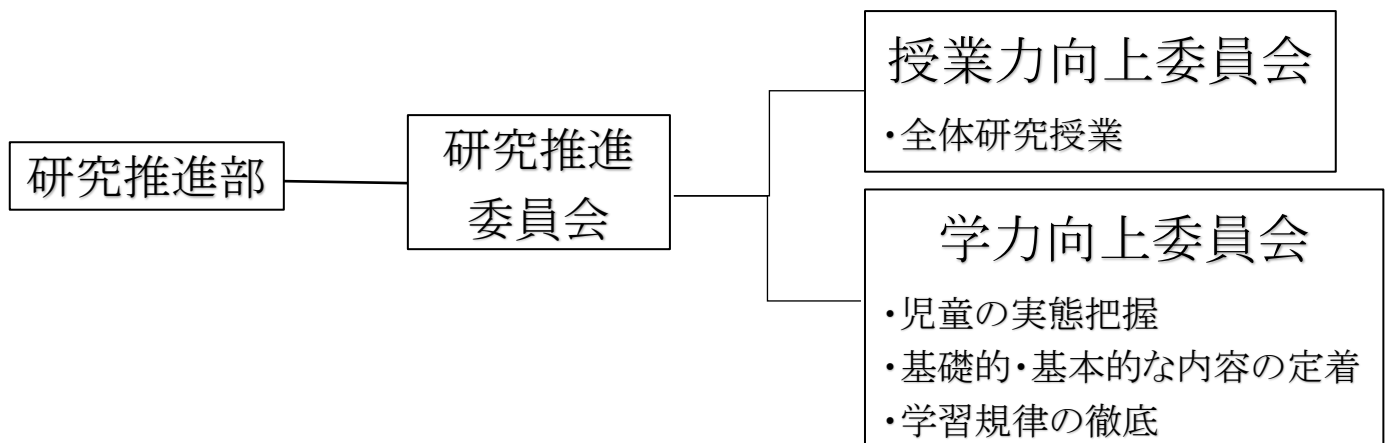 研究推進部
研究推進
委員会
授業力向上委員会
・全体研究授業
学力向上委員会
・児童の実態把握
・基礎的・基本的な内容の定着
・学習規律の徹底